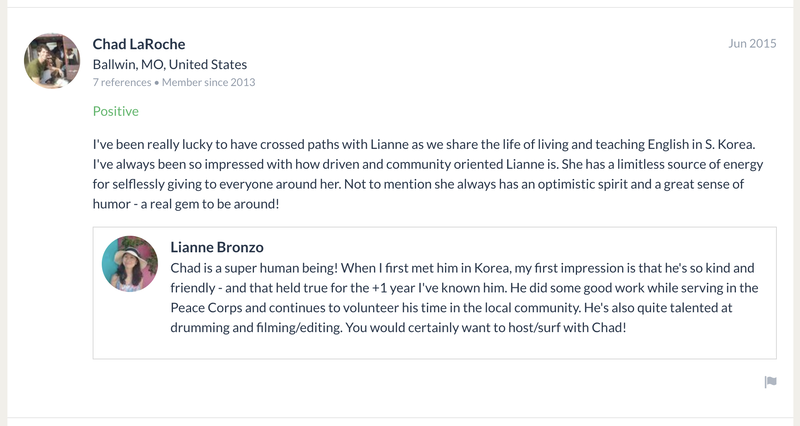 Chad LaRoche
Jun 2015
Ballwin, MO, United States
7 references • Member since 2013
Positive
I've been really lucky to have crossed paths with Lianne as we share the life of living and teaching English in S. Korea.
I've always been so impressed with how driven and community oriented Lianne is. She has a limitless source of energy
for selflessly giving to everyone around her. Not to mention she always has an optimistic spirit and a great sense of
humor - a real gem to be around!
Lianne Bronzo
Chad is a super human being! When I first met him in Korea, my first impression is that he's so kind and
friendly - and that held true for the +1 year I've known him. He did some good work while serving in the
Peace Corps and continues to volunteer his time in the local community. He's also quite talented at
drumming and filming/editing. You would certainly want to host/surf with Chad!